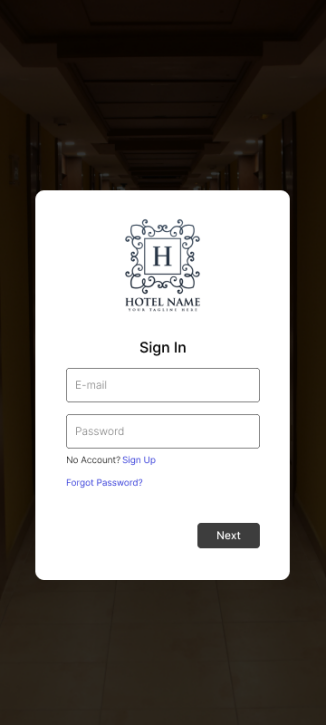 H
HOTEL NAME
YOUR TAGLINE HERE
Sign In
E-mail
Password
No Account? Sign Up
Forgot Password?
Next